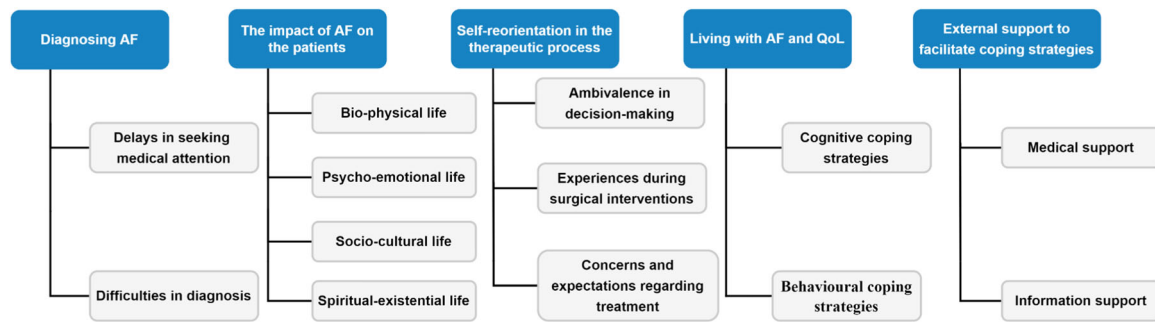 Diagnosing AF
Delays in seeking
medical attention
Difficulties in diagnosis
The impact of AF on
the patients
Bio-physical life
Psycho-emotional life
Socio-cultural life
Spiritual-existential life
Self-reorientation in the
therapeutic process
Ambivalence in
decision-making
Experiences during
surgical interventions
Concerns and
expectations regarding
treatment
Living with AF and QoL
Cognitive coping
strategies
Behavioural coping
strategies
External support to
facilitate coping strategies
Medical support
Information support